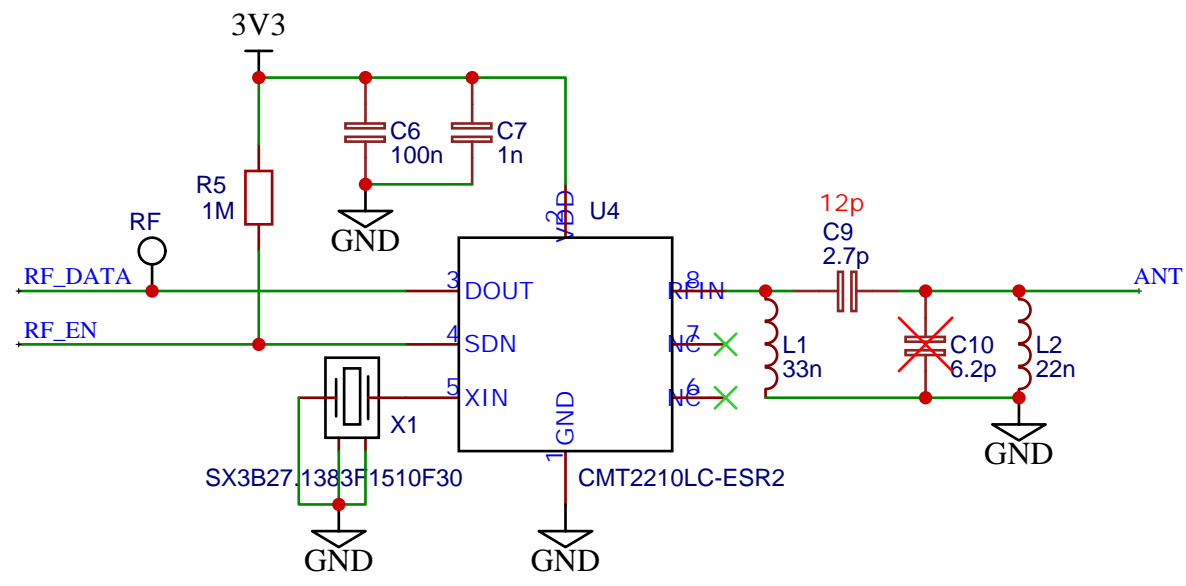 3V3
C6
100n
C7
1n
R5
1M
RF
GND
VDD
2
U4
12p
C9
2.7p
RF_DATA
3
DOUT
RFIN
8
ANT
RF_EN
4
SDN
NC
7
L1
33n
C10
6.2p
L2
22n
5
XIN
NC
6
X1
GND
1
SX3B27.1383F1510F30
CMT2210LC-ESR2
GND
GND
GND